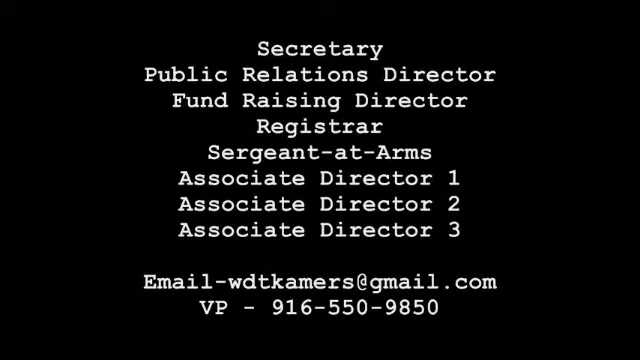 Secretary
Public Relations Director
Fund Raising Director
Registrar
Sergeant-at-Arms
Associate Director 1
Associate Director 2
Associate Director 3
Email-wdtkamers@gmail.com
VP - 916-550-9850